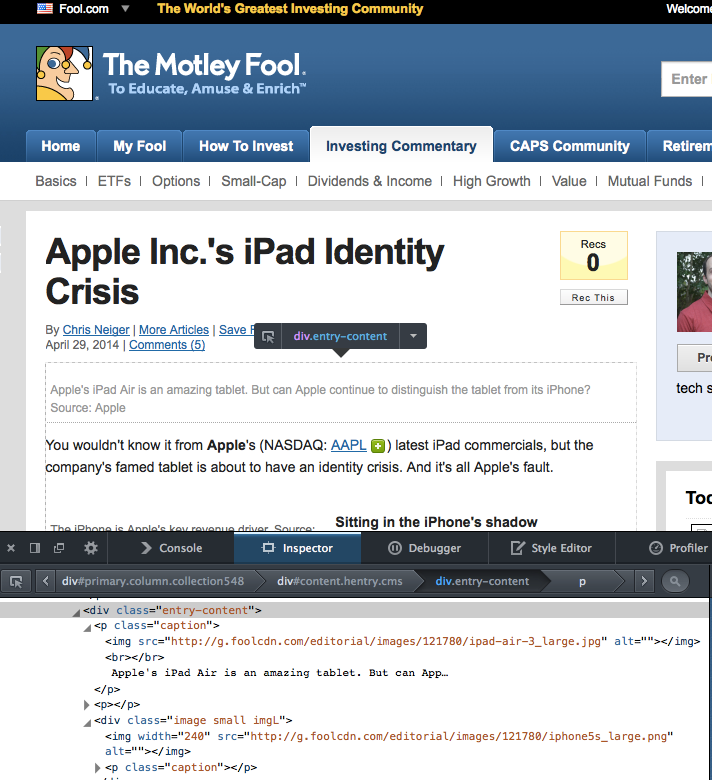 Fool.com ▼ The World's Greatest Investing Community Welcome
The Motley Fool.
To Educate, Amuse & Enrich™
Enter
Home My Fool How To Invest Investing Commentary CAPS Community Retirem
Basics | ETFs | Options | Small-Cap | Dividends & Income | High Growth | Value | Mutual Funds |
Apple Inc.'s iPad Identity
Crisis
Recs
0
Rec This
By Chris Neiger | More Articles | Save F
April 29, 2014 | Comments (5)
div.entry-content
Pr
tech s
Apple's iPad Air is an amazing tablet. But can Apple continue to distinguish the tablet from its iPhone?
Source: Apple
You wouldn't know it from Apple's (NASDAQ: AAPL +) latest iPad commercials, but the
company's famed tablet is about to have an identity crisis. And it's all Apple's fault.
Tod
Sitting in the iPhone's shadow
The iPhone is Apple's key revenue driver. Source:
Console Inspector Debugger Style Editor Profiler
div#primary.column.collection548 div#content.hentry.cms div.entry-content p
<div class="entry-content">
<p class="caption">
<img src="http://g.foolcdn.com/editorial/images/121780/ipad-air-3_large.jpg" alt=""></img>
<br></br>
Apple's iPad Air is an amazing tablet. But can App…
</p>
<p></p>
<div class="image small imgL">
<img width="240" src="http://g.foolcdn.com/editorial/images/121780/iphone5s_large.png"
alt=""></img>
<p class="caption"></p>